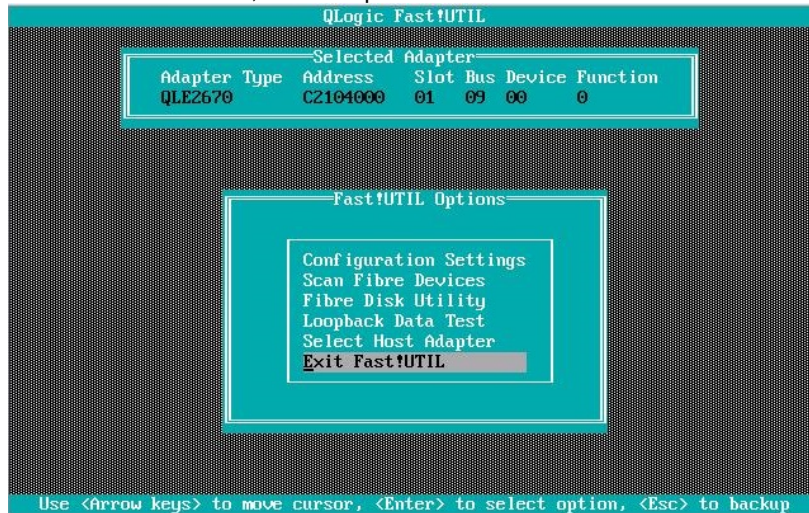 QLogic Fast!UTIL
Selected Adapter
Adapter Type Address Slot Bus Device Function
QLE2670 C2104000 01 09 00 0
Fast!UTIL Options
Configuration Settings
Scan Fibre Devices
Fibre Disk Utility
Loopback Data Test
Select Host Adapter
Exit Fast!UTIL
Use <Arrow keys> to move cursor, <Enter> to select option, <Esc> to backup